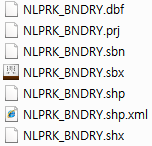 NLPRK_BNDRY.dbf
NLPRK_BNDRY.prj
NLPRK_BNDRY.sbn
NLPRK_BNDRY.sbx
NLPRK_BNDRY.shp
NLPRK_BNDRY.shp.xml
NLPRK_BNDRY.shx